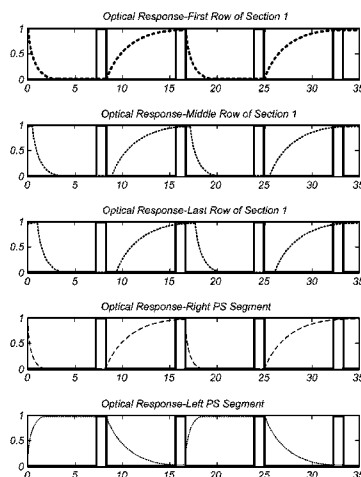 Optical Response-First Row of Section 1
1
0.5
0
0 5 10 15 20 25 30 35
Optical Response-Middle Row of Section 1
1
0.5
0
0 5 10 15 20 25 30 35
Optical Response-Last Row of Section 1
1
0.5
0
0 5 10 15 20 25 30 35
Optical Response-Right PS Segment
1
0.5
0
0 5 10 15 20 25 30 35
Optical Response-Left PS Segment
1
0.5
0
0 5 10 15 20 25 30 35